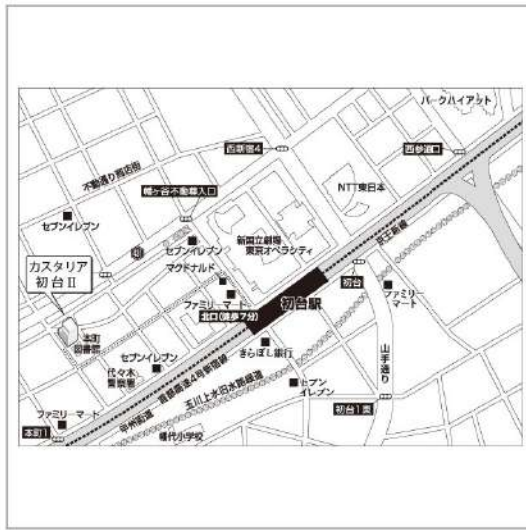 パークハイアット
西新宿4
西参道口
不動通り商店街
NTT東日本
幡ヶ谷不動尊入口
京王新線
セブンイレブン
セブンイレブン
新国立劇場
東京オペラシティ
マクドナルド
カスタリア
初台Ⅱ
初台
ファミリー
マート
ファミリーマート
初台駅
北口(徒歩7分)
本町
図書館
山手通り
きらぼし銀行
セブンイレブン
代々木
警察署
首都高速4号新宿線
玉川上水旧水路緑道
セブン
イレブン
甲州街道
初台1東
ファミリーマート
本町1
幡代小学校